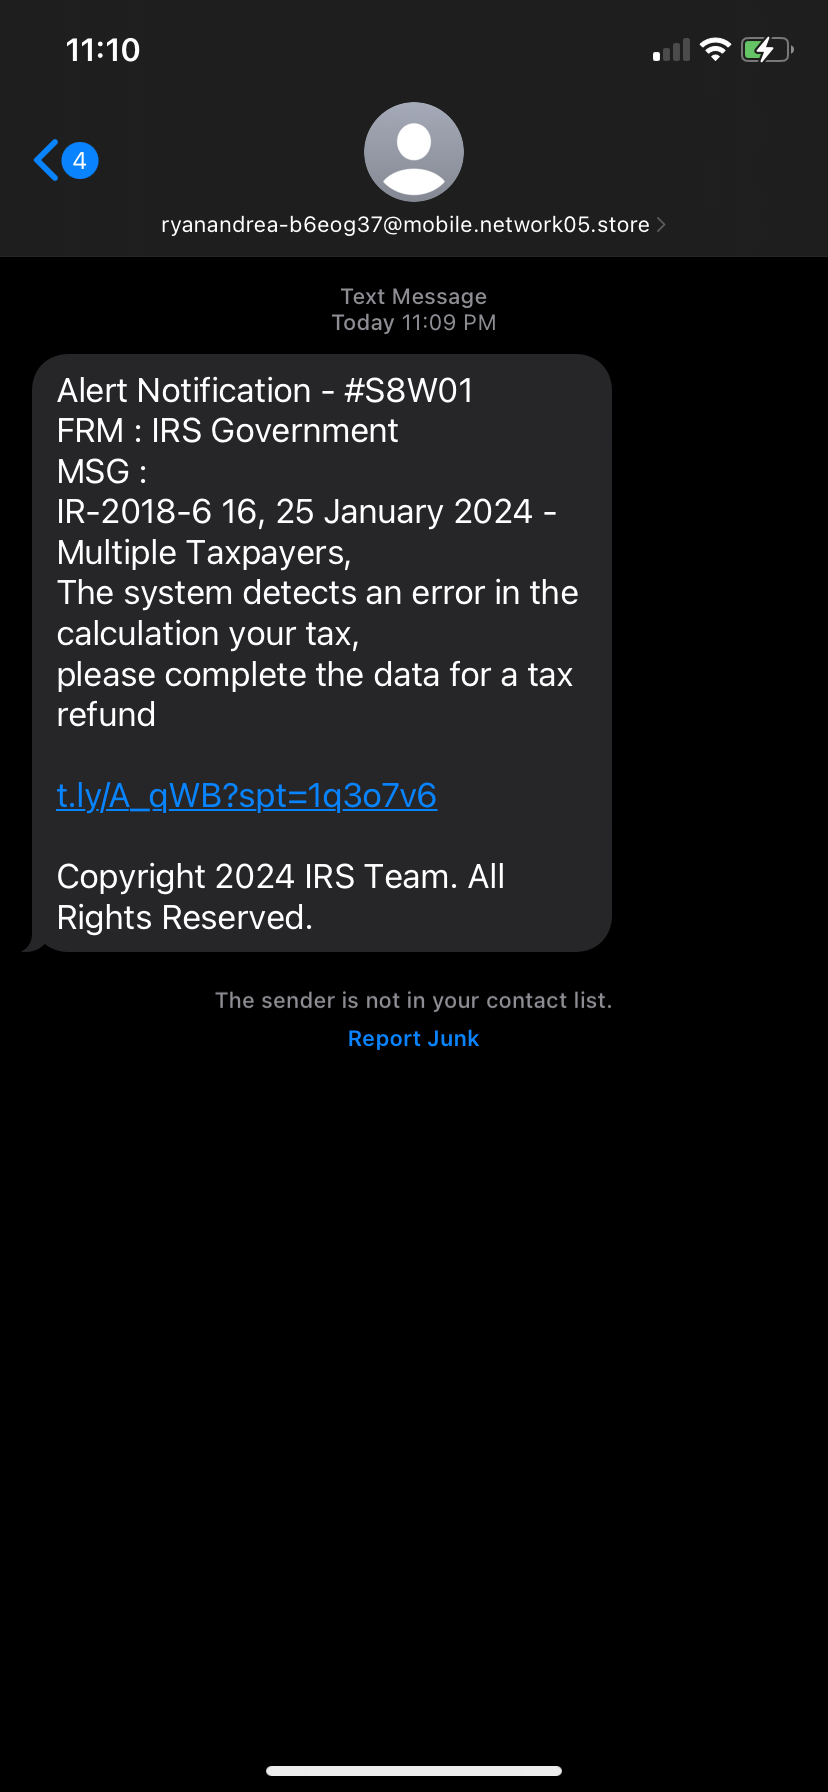 11:10
4
ryanandrea-b6eog37@mobile.network05.store
Text Message
Today 11:09 PM
Alert Notification - #S8W01
FRM : IRS Government
MSG :
IR-2018-6 16, 25 January 2024 -
Multiple Taxpayers,
The system detects an error in the
calculation your tax,
please complete the data for a tax
refund
t.ly/A_qWB?spt=1q3o7v6
Copyright 2024 IRS Team. All
Rights Reserved.
The sender is not in your contact list.
Report Junk